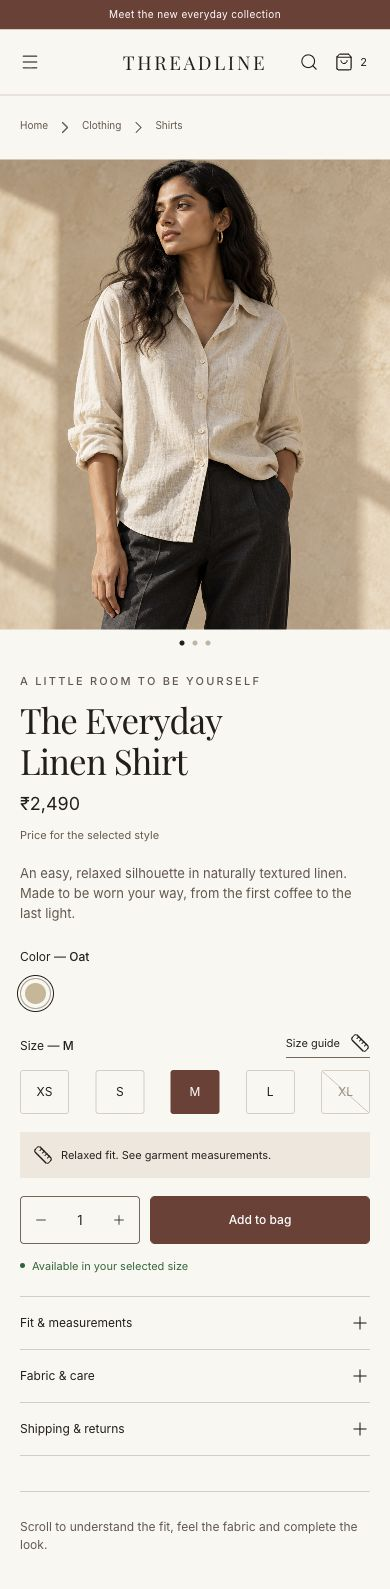 Meet the new everyday collection
THREADLINE
2
Home
Clothing
Shirts
A LITTLE ROOM TO BE YOURSELF
The Everyday
Linen Shirt
₹2,490
Price for the selected style
An easy, relaxed silhouette in naturally textured linen.
Made to be worn your way, from the first coffee to the
last light.
Color — Oat
Size — M
Size guide
XS
S
M
L
XL
Relaxed fit. See garment measurements.
− 1 +
Add to bag
Available in your selected size
Fit & measurements
Fabric & care
Shipping & returns
Scroll to understand the fit, feel the fabric and complete the
look.